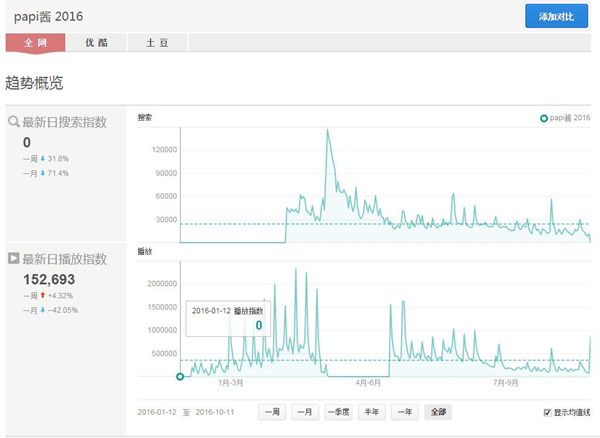 papi酱 2016
添加对比
全 网 优 酷 土 豆
趋势概览
最新日搜索指数
0
一周 31.8%
一月 71.4%
搜索
papi酱 2016
120000
90000
60000
30000
最新日播放指数
152,693
一周 +4.32%
一月 -42.05%
播放
2000000
1500000
1000000
500000
2016-01-12 播放指数
0
1月-3月 4月-6月 7月-9月
2016-01-12 至 2016-10-11 一周 一月 一季度 半年 一年 全部 显示均值线